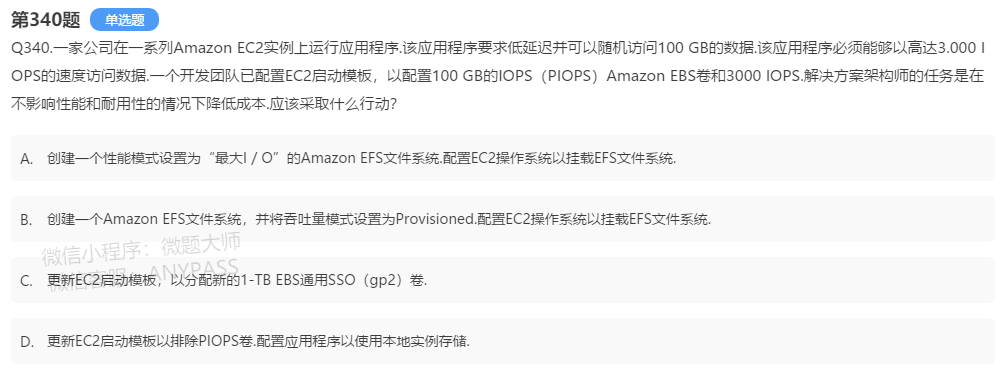 第340题 单选题
Q340.一家公司在一系列Amazon EC2实例上运行应用程序.该应用程序要求低延迟并可以随机访问100 GB的数据.该应用程序必须能够以高达3.000 I
OPS的速度访问数据.一个开发团队已配置EC2启动模板，以配置100 GB的IOPS（PIOPS）Amazon EBS卷和3000 IOPS.解决方案架构师的任务是在
不影响性能和耐用性的情况下降低成本.应该采取什么行动?
A. 创建一个性能模式设置为“最大I / O”的Amazon EFS文件系统.配置EC2操作系统以挂载EFS文件系统.
B. 创建一个Amazon EFS文件系统，并将吞吐量模式设置为Provisioned.配置EC2操作系统以挂载EFS文件系统.
微信小程序：微题大师
ANYPASS
C. 更新EC2启动模板，以分配新的1-TB EBS通用SSO（gp2）卷.
D. 更新EC2启动模板以排除PIOPS卷.配置应用程序以使用本地实例存储.